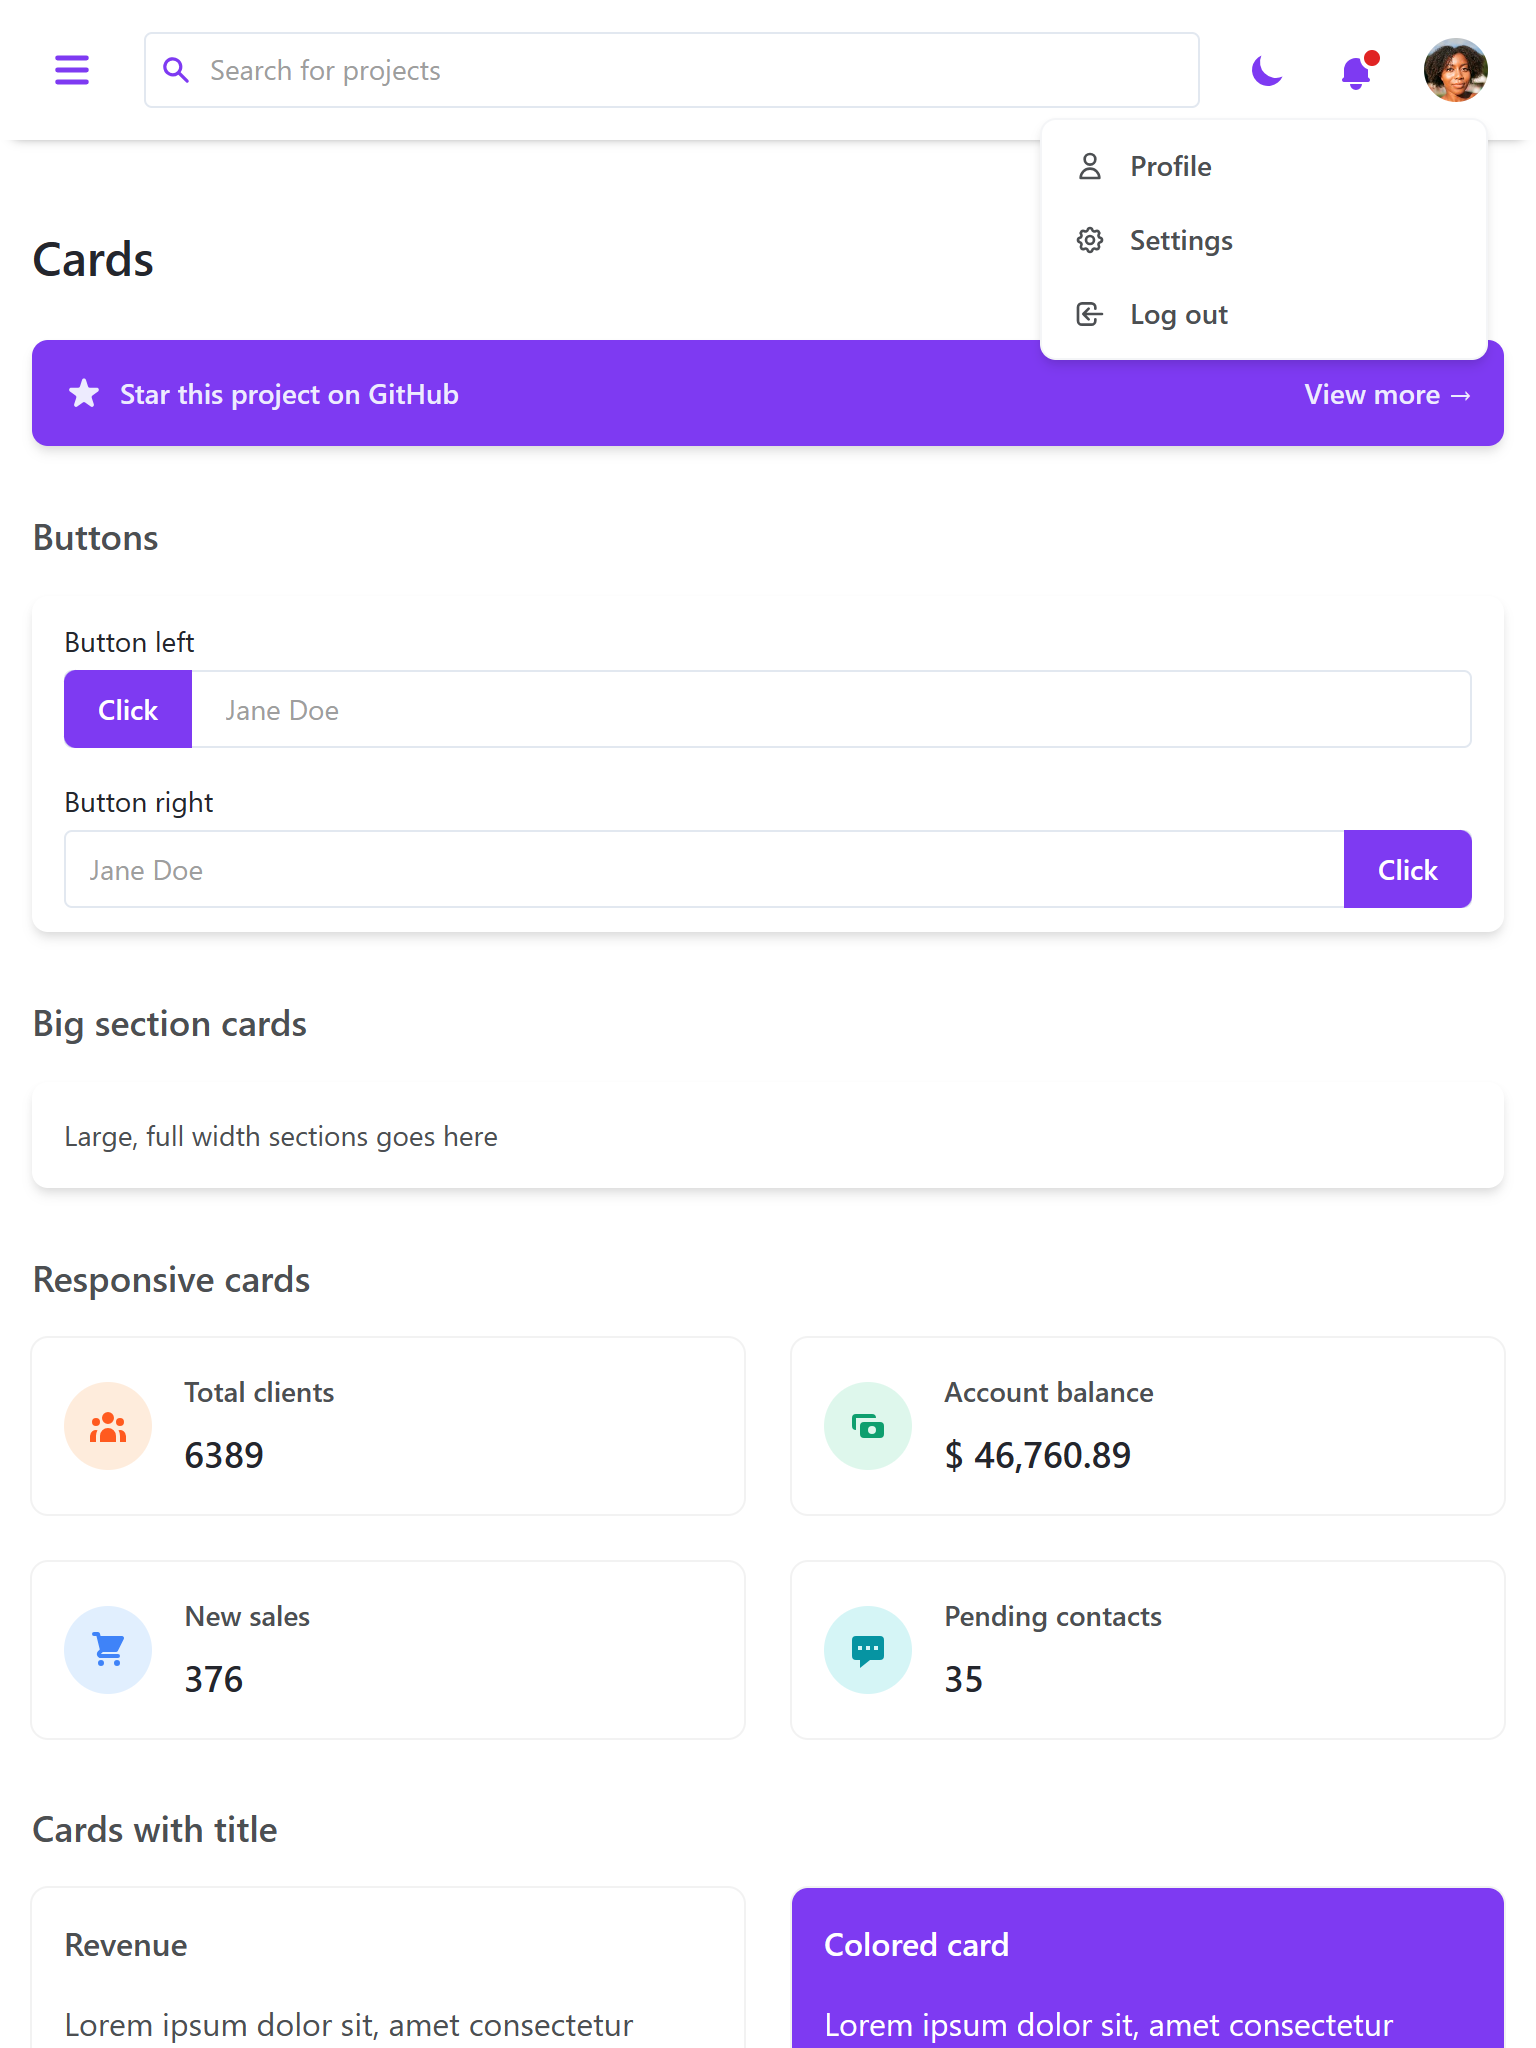 Search for projects
Profile
Settings
Log out
Cards
Star this project on GitHub
View more →
Buttons
Button left
Click
Jane Doe
Button right
Jane Doe
Click
Big section cards
Large, full width sections goes here
Responsive cards
Total clients
6389
Account balance
$ 46,760.89
New sales
376
Pending contacts
35
Cards with title
Revenue
Lorem ipsum dolor sit, amet consectetur
Colored card
Lorem ipsum dolor sit, amet consectetur